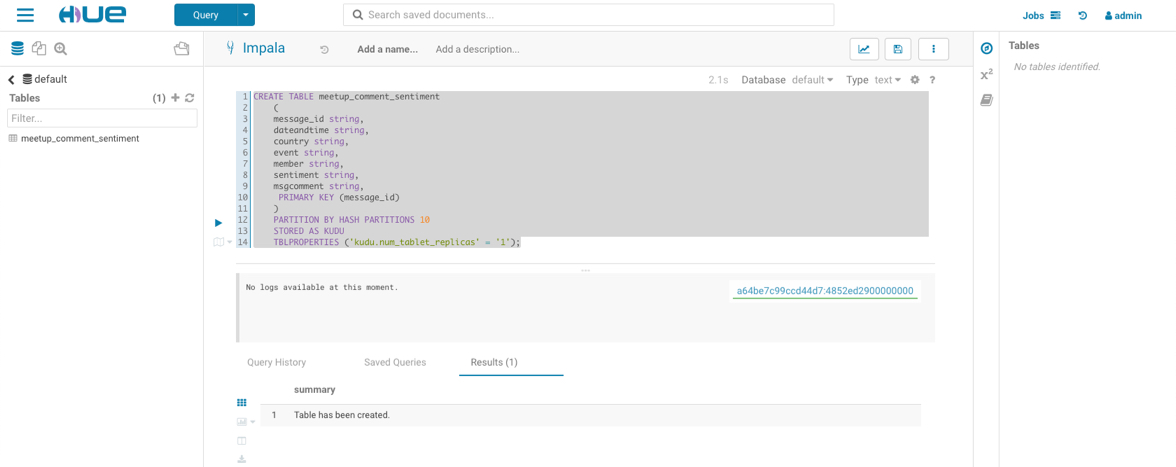 HUE
Query
Search saved documents...
Jobs
admin
default
Tables (1)
Filter...
meetup_comment_sentiment
Impala
Add a name...
Add a description...
2.1s Database default Type text ?
1 CREATE TABLE meetup_comment_sentiment
2 (
3 message_id string,
4 dateandtime string,
5 country string,
6 event string,
7 member string,
8 sentiment string,
9 msgcomment string,
10 PRIMARY KEY (message_id)
11 )
12 PARTITION BY HASH PARTITIONS 10
13 STORED AS KUDU
14 TBLPROPERTIES ('kudu.num_tablet_replicas' = '1');
...
No logs available at this moment.
a64be7c99ccd44d7:4852ed2900000000
Query History
Saved Queries
Results (1)
summary
1 Table has been created.
x²
Tables
No tables identified.